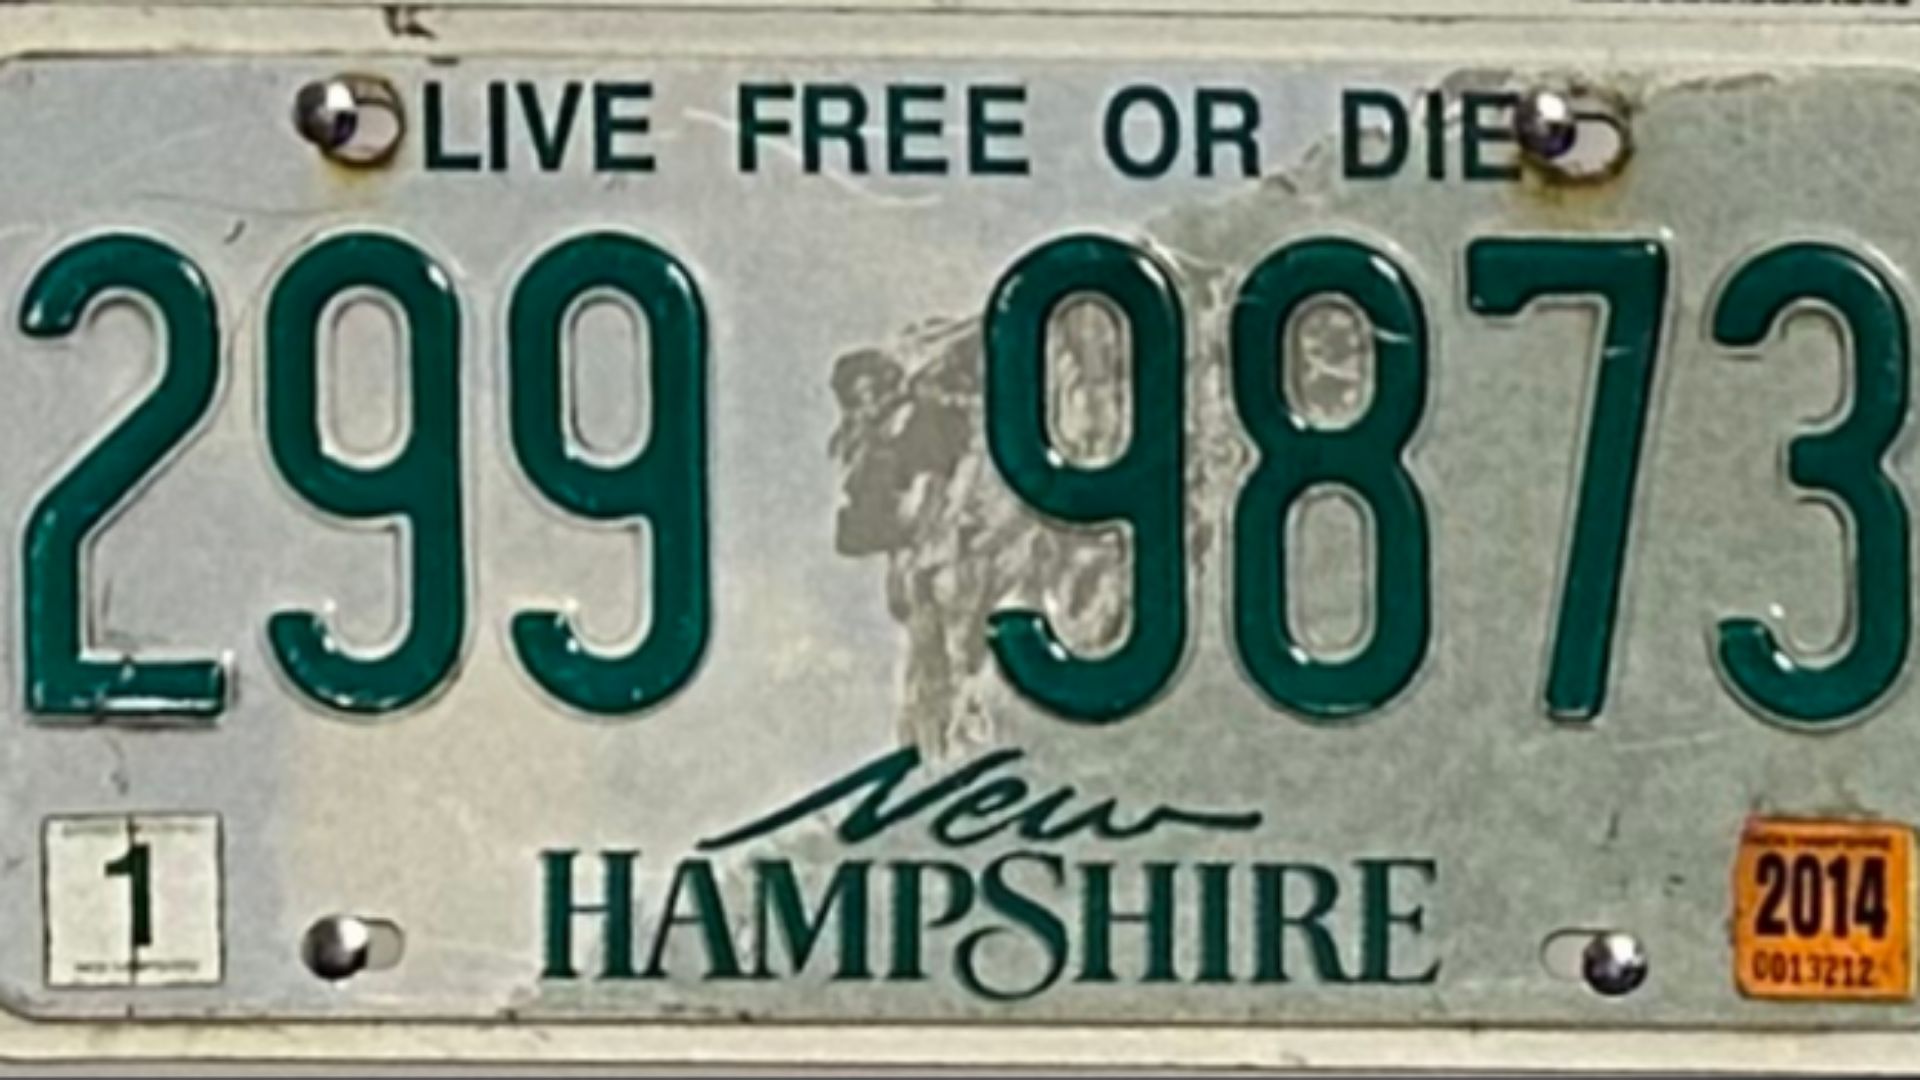 LIVE FREE OR DIE
299 9873
New
HAMPSHIRE
1
2014
0013212